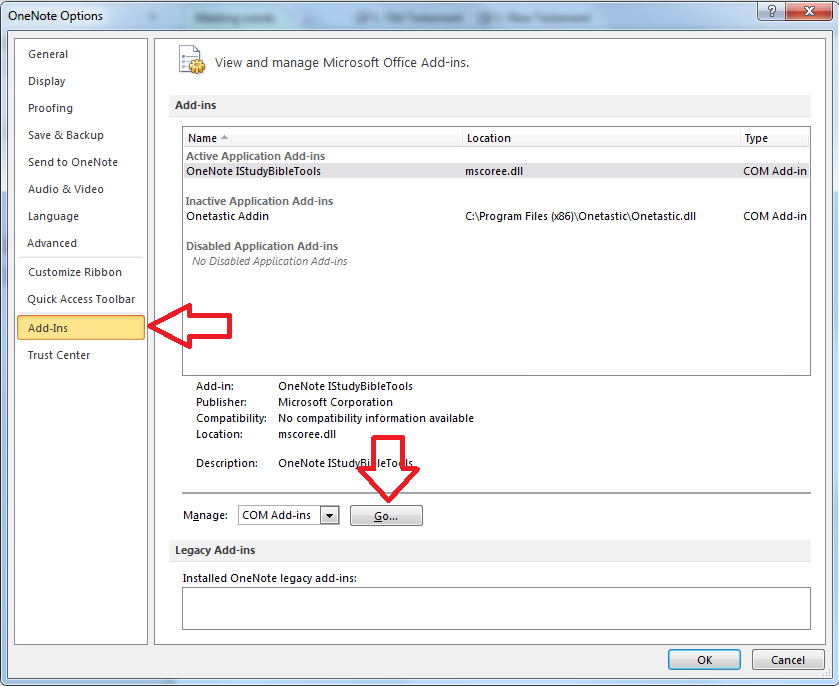 OneNote Options
General
Display
Proofing
Save & Backup
Send to OneNote
Audio & Video
Language
Advanced
Customize Ribbon
Quick Access Toolbar
Add-Ins
Trust Center
View and manage Microsoft Office Add-ins.
Add-ins
Name Location Type
Active Application Add-ins
OneNote IStudyBibleTools mscoree.dll COM Add-in
Inactive Application Add-ins
Onetastic Addin C:\Program Files (x86)\Onetastic\Onetastic.dll COM Add-in
Disabled Application Add-ins
No Disabled Application Add-ins
Add-in: OneNote IStudyBibleTools
Publisher: Microsoft Corporation
Compatibility: No compatibility information available
Location: mscoree.dll
Description: OneNote IStudyBibleTools
Manage: COM Add-ins Go...
Legacy Add-ins
Installed OneNote legacy add-ins:
OK Cancel